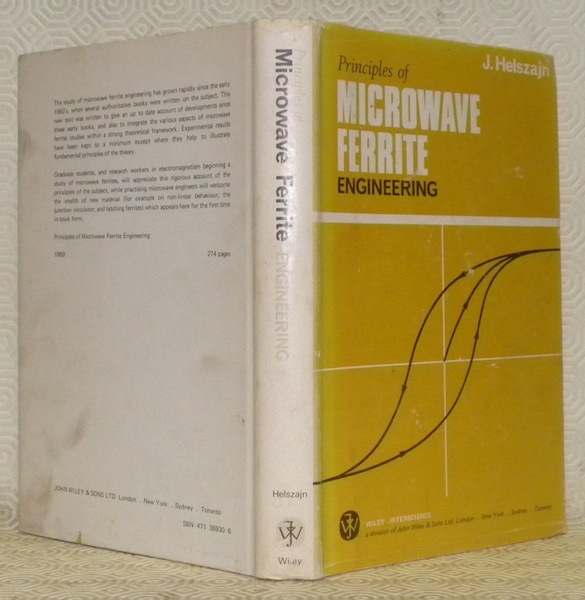 The study of microwave ferrite engineering has grown rapidly since the early
1960's, when several authoritative books were written on the subject. This
new text was written to give an up to date account of developments since
these early books, and also to integrate the various aspects of microwave
ferrite studies within a strong theoretical framework. Experimental results
have been kept to a minimum except where they help to illustrate
fundamental principles of the theory.
Graduate students, and research workers in electromagnetism beginning a
study of microwave ferrites, will appreciate this rigorous account of the
principles of the subject, while practising microwave engineers will welcome
the wealth of new material (for example on non-linear behaviour, the
junction circulator, and latching ferrites) which appears here for the first time
in book form.
Principles of Microwave Ferrite Engineering
1969 274 pages
JOHN WILEY & SONS LTD London . New York . Sydney . Toronto
SBN 471 36930 6
Principles of
Microwave Ferrite ENGINEERING
Helszajn
Wiley
J. Helszajn
Principles of
MICROWAVE
FERRITE
ENGINEERING
WILEY - INTERSCIENCE
a division of John Wiley & Sons Ltd London . New York . Sydney . Toronto